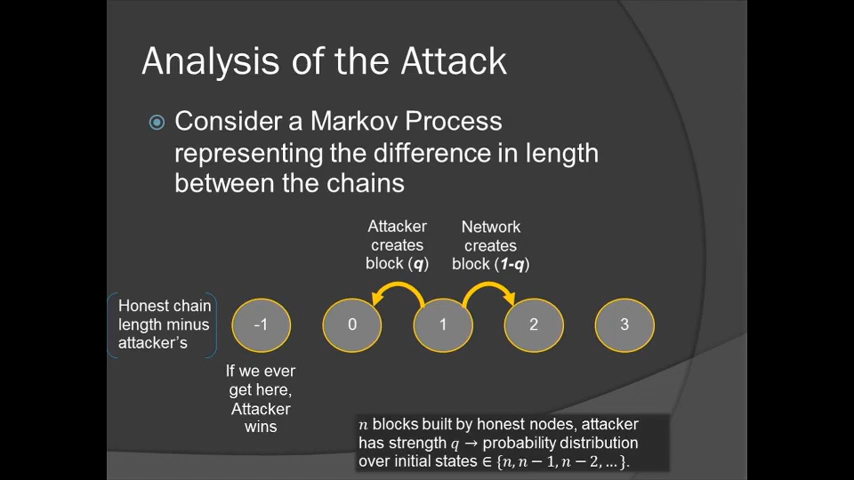 Analysis of the Attack
Consider a Markov Process
representing the difference in length
between the chains
Attacker
creates
block (q)
Network
creates
block (1-q)
Honest chain
length minus
attacker's
-1
0
1
2
3
If we ever
get here,
Attacker
wins
n blocks built by honest nodes, attacker
has strength q → probability distribution
over initial states ∈ {n, n − 1, n − 2, …}.